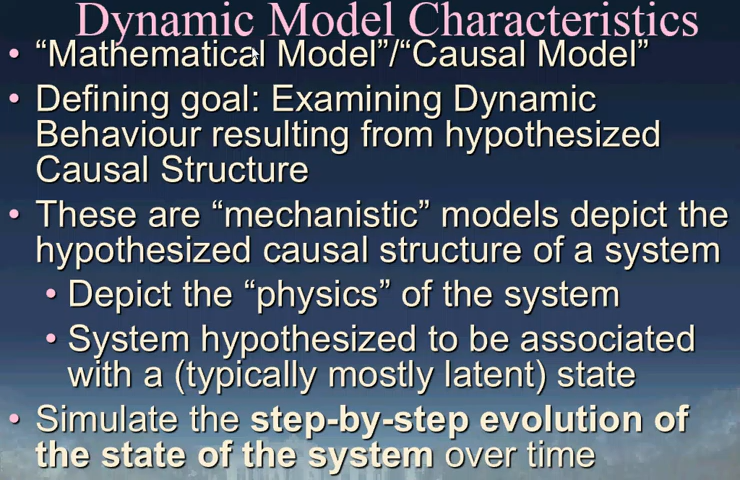 Dynamic Model Characteristics
• “Mathematical Model”/“Causal Model”
• Defining goal: Examining Dynamic
Behaviour resulting from hypothesized
Causal Structure
• These are “mechanistic” models depict the
hypothesized causal structure of a system
• Depict the “physics” of the system
• System hypothesized to be associated
with a (typically mostly latent) state
• Simulate the step-by-step evolution of
the state of the system over time